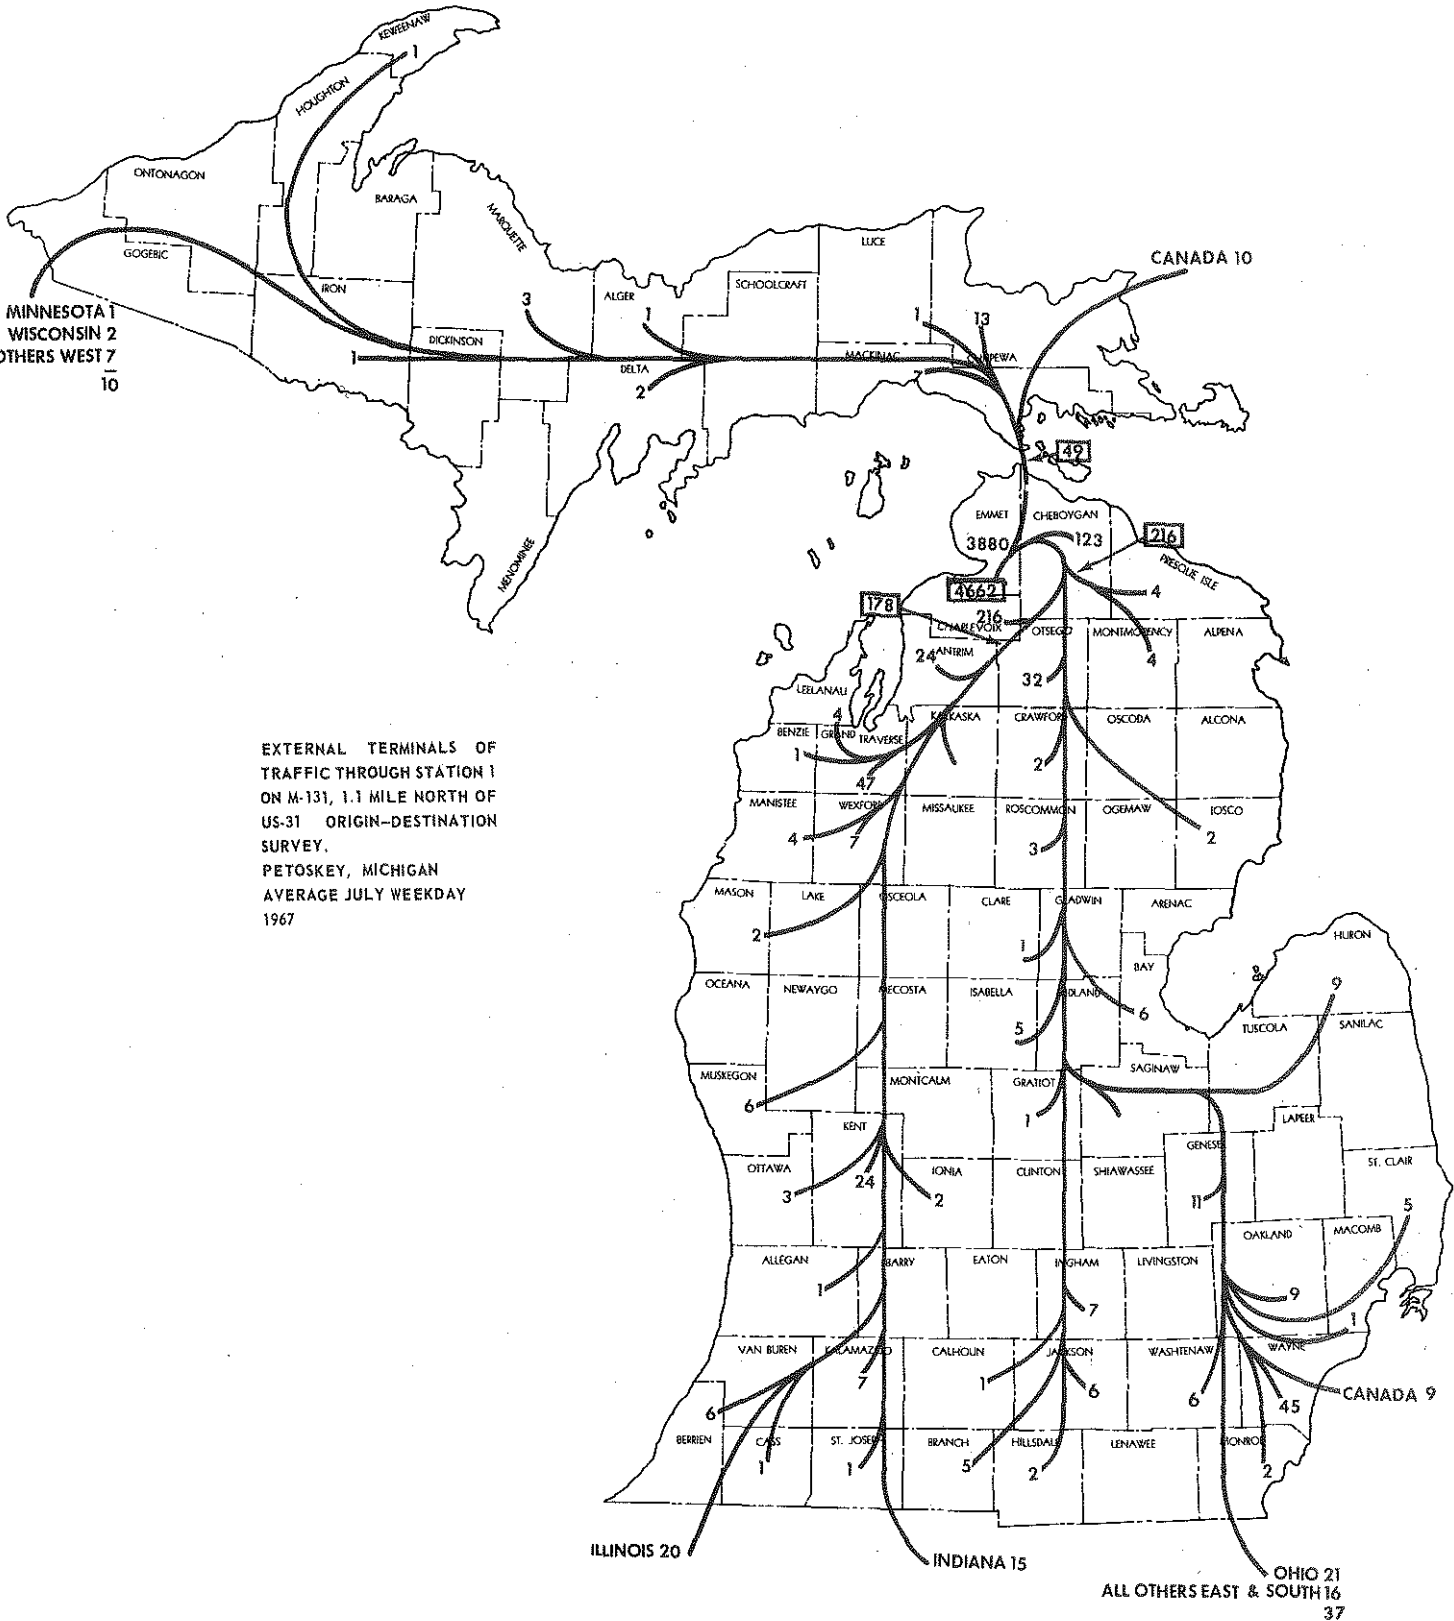 KEWEENAW
1
HOUGHTON
ONTONAGON
BARAGA
MARQUETTE
LUCE
GOGEBIC
CANADA 10
IRON
SCHOOLCRAFT
ALGER
3
MINNESOTA 1
WISCONSIN 2
OTHERS WEST 7
10
1
1
13
DICKINSON
1
MACKINAC
CHIPPEWA
DELTA
7
2
49
EMMET
CHEBOYGAN
3880
123
216
PRESQUE ISLE
MENOMINEE
4662
4
178
216
CHARLEVOIX
OTSEGO
MONTMORENCY
ALPENA
24
ANTRIM
4
32
LEELANAU
4
KALKASKA
CRAWFORD
OSCODA
ALCONA
BENZIE
GRAND TRAVERSE
1
2
47
EXTERNAL TERMINALS OF
TRAFFIC THROUGH STATION 1
ON M-131, 1.1 MILE NORTH OF
US-31 ORIGIN-DESTINATION
SURVEY.
PETOSKEY, MICHIGAN
AVERAGE JULY WEEKDAY
1967
MANISTEE
WEXFORD
MISSAUKEE
ROSCOMMON
OGEMAW
IOSCO
4
7
3
2
MASON
LAKE
OSCEOLA
CLARE
GLADWIN
ARENAC
2
1
HURON
BAY
OCEANA
NEWAYGO
MECOSTA
ISABELLA
MIDLAND
9
6
5
TUSCOLA
SANILAC
MUSKEGON
MONTCALM
GRATIOT
SAGINAW
6
1
KENT
LAPEER
GENESEE
OTTAWA
IONIA
CLINTON
SHIAWASSEE
ST. CLAIR
3
24
2
11
5
OAKLAND
MACOMB
ALLEGAN
BARRY
EATON
INGHAM
LIVINGSTON
1
7
9
1
VAN BUREN
KALAMAZOO
CALHOUN
JACKSON
WASHTENAW
WAYNE
7
1
6
6
45
CANADA 9
6
BERRIEN
CASS
ST. JOSEPH
BRANCH
HILLSDALE
LENAWEE
MONROE
1
1
5
2
2
ILLINOIS 20
INDIANA 15
OHIO 21
ALL OTHERS EAST & SOUTH 16
37